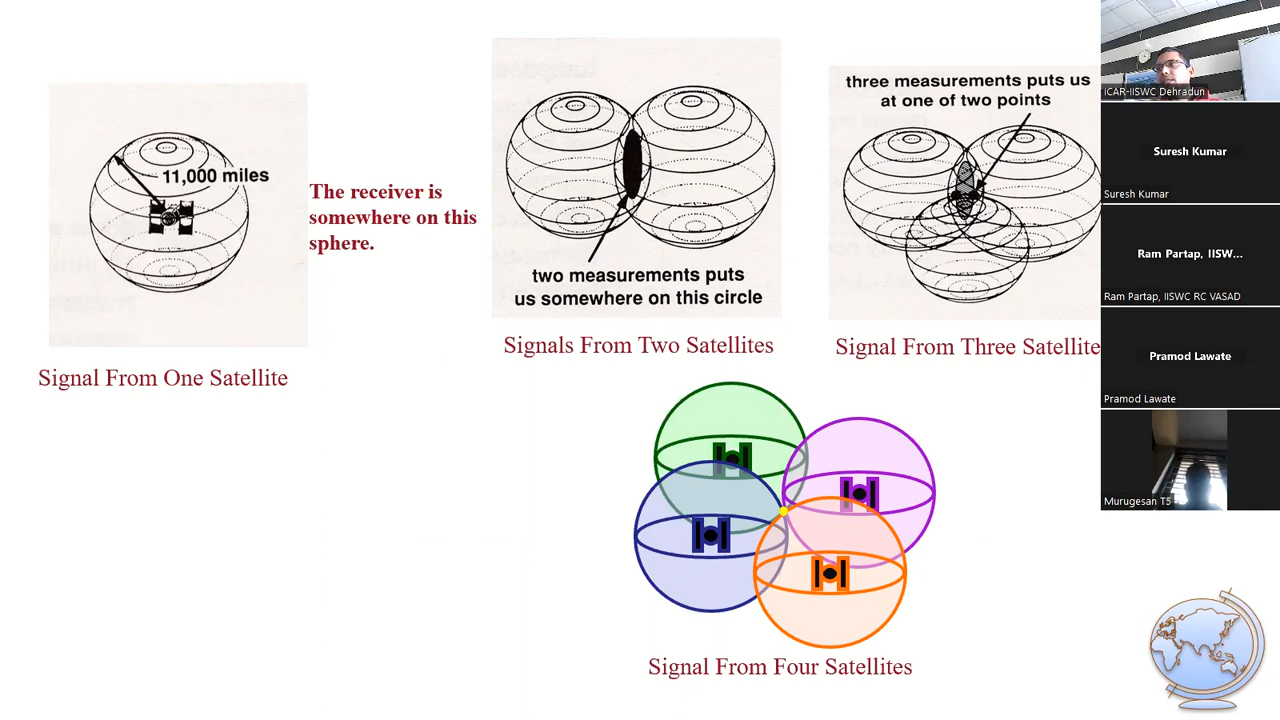 11,000 miles
The receiver is
somewhere on this
sphere.
Signal From One Satellite
two measurements puts
us somewhere on this circle
Signals From Two Satellites
three measurements puts us
at one of two points
Signal From Three Satellite
Signal From Four Satellites
ICAR-IISWC Dehradun
Suresh Kumar
Suresh Kumar
Ram Partap, IISW...
Ram Partap, IISWC RC VASAD
Pramod Lawate
Pramod Lawate
Murugesan T5